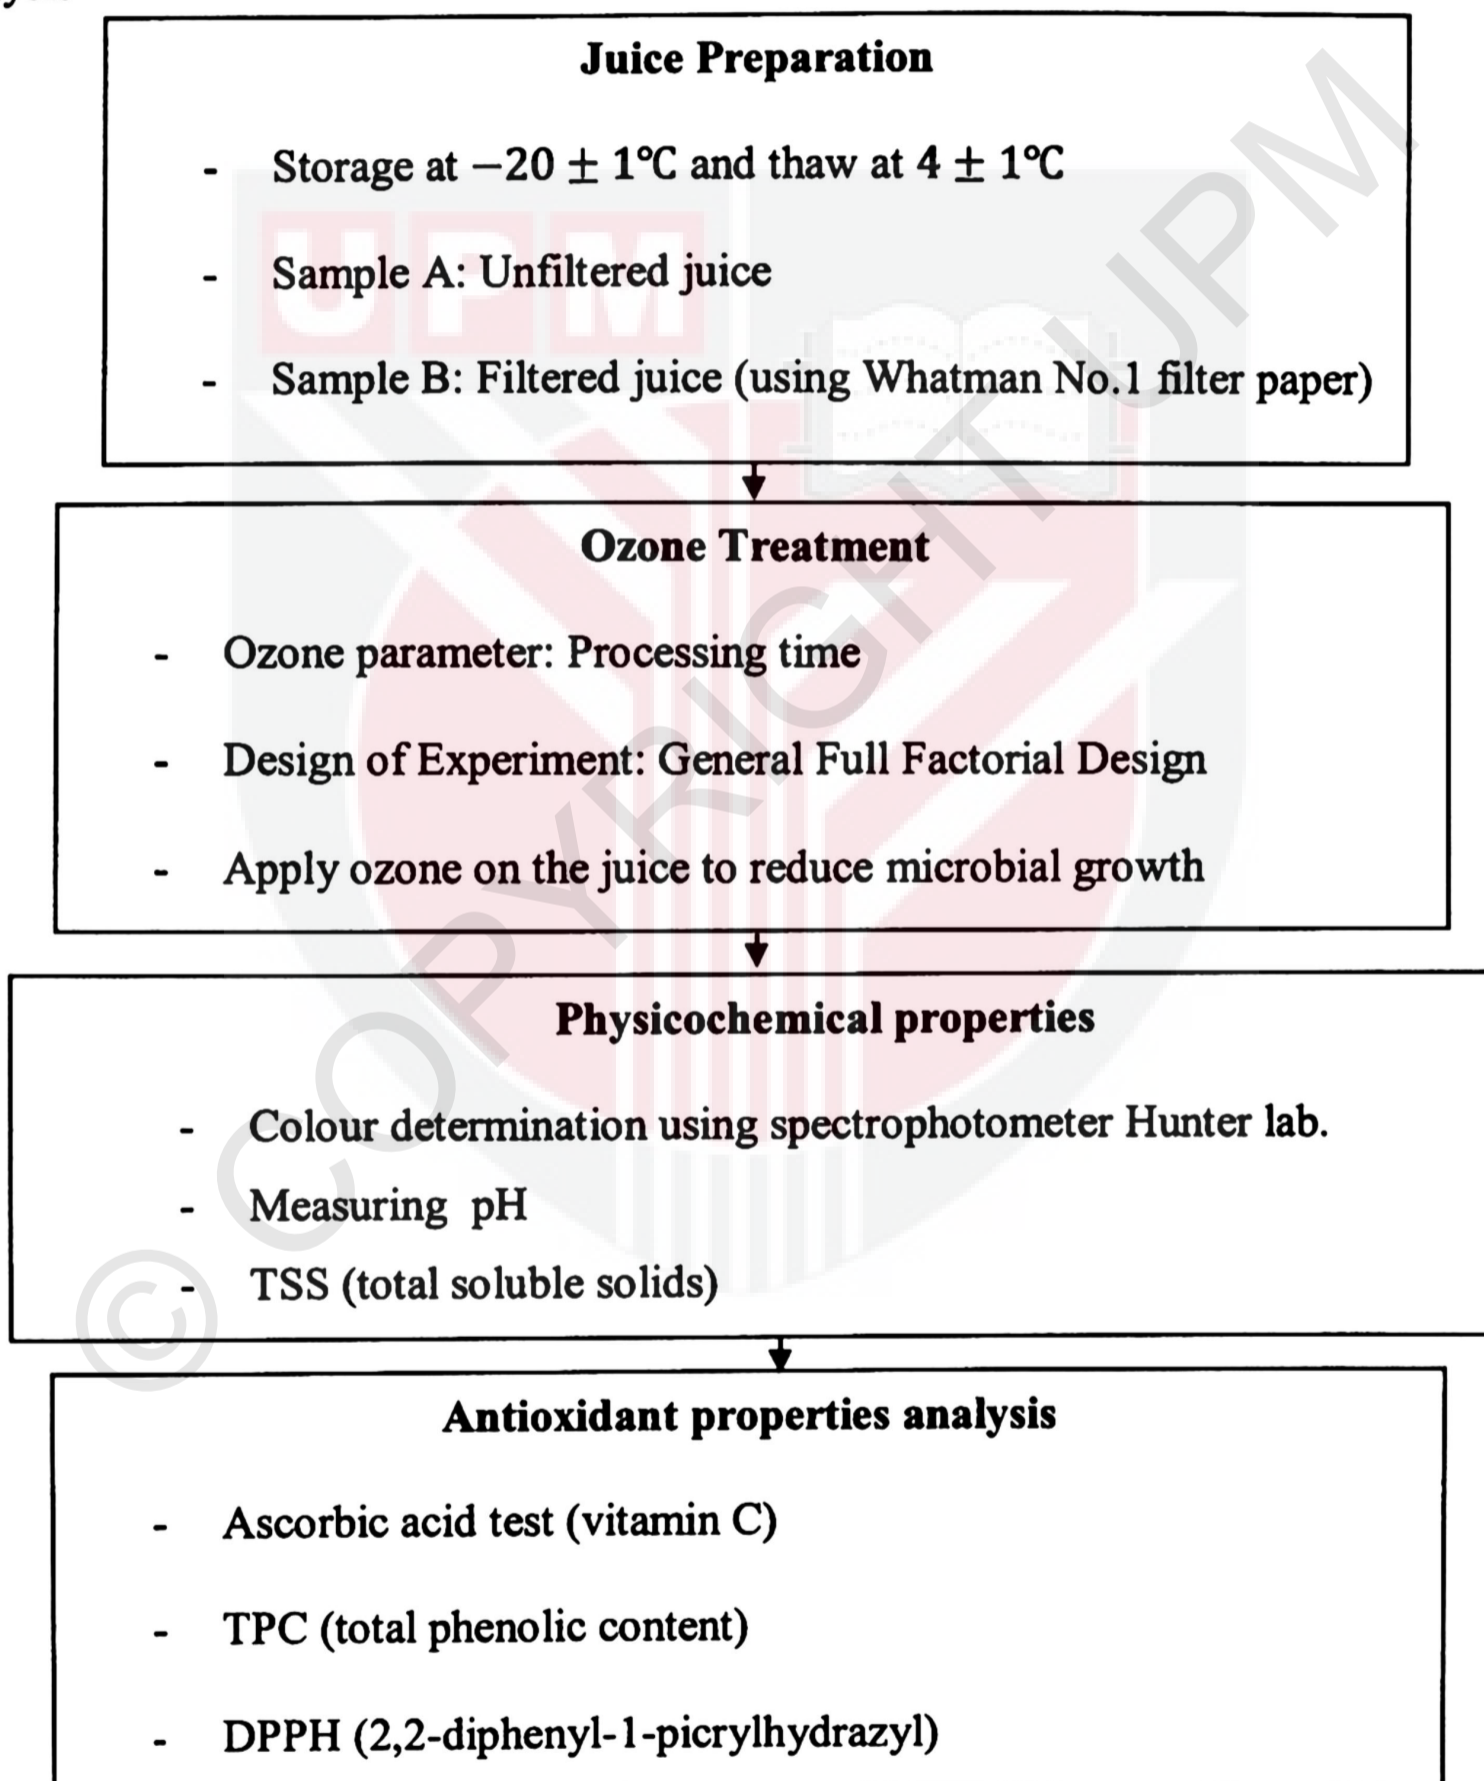 Juice Preparation
- Storage at −20 ± 1℃ and thaw at 4 ± 1℃
- Sample A: Unfiltered juice
- Sample B: Filtered juice (using Whatman No.1 filter paper)
Ozone Treatment
- Ozone parameter: Processing time
- Design of Experiment: General Full Factorial Design
- Apply ozone on the juice to reduce microbial growth
Physicochemical properties
- Colour determination using spectrophotometer Hunter lab.
- Measuring pH
- TSS (total soluble solids)
Antioxidant properties analysis
- Ascorbic acid test (vitamin C)
- TPC (total phenolic content)
- DPPH (2,2-diphenyl-1-picrylhydrazyl)
UPM
© COPYRIGHT UPM